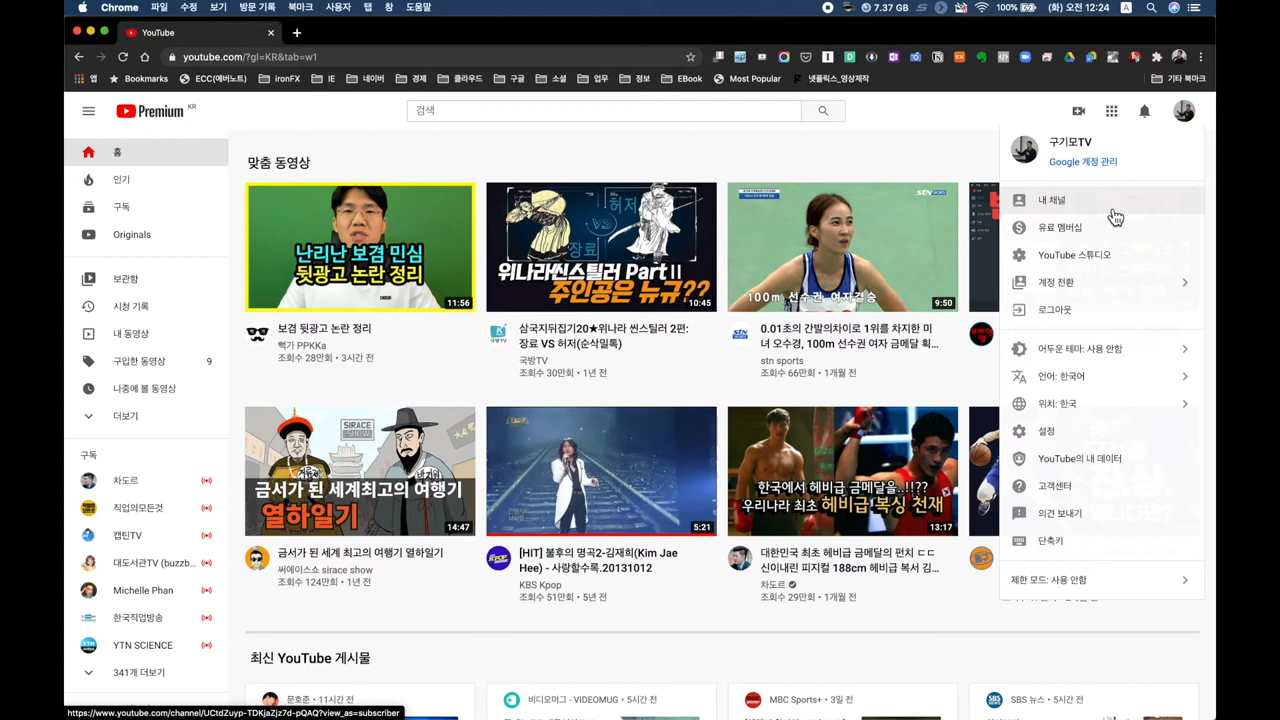 Chrome 파일 수정 보기 방문 기록 북마크 사용자 탭 창 도움말 7.37 GB 100% (화) 오전 12:24 A
YouTube
youtube.com/?gl=KR&tab=w1
앱 Bookmarks ECC(에버노트) ironFX IE 네이버 경제 클라우드 구글 소셜 업무 정보 EBook Most Popular 넷플릭스_영상제작 기타 북마크
Premium KR
검색
홈
인기
구독
Originals
보관함
시청 기록
내 동영상
구입한 동영상 9
나중에 볼 동영상
더보기
구독
차도르
직업의모든것
캡틴TV
대도서관TV (buzzb...
Michelle Phan
한국직업방송
YTN SCIENCE
341개 더보기
맞춤 동영상
난리난 보겸 민심
뒷광고 논란 정리
11:56
보겸 뒷광고 논란 정리
뻑가 PPKKa
조회수 28만회 • 3시간 전
허저
VS
장료
위나라씬스틸러 Part II
주인공은 뉴규??
10:45
삼국지뒤집기20★위나라 씬스틸러 2편:
장료 VS 허저(순삭밀톡)
국방TV
조회수 30만회 • 1년 전
STN SPORTS
100m 선수권 여자결승
9:50
0.01초의 간발의차이로 1위를 차지한 미
녀 오수경, 100m 선수권 여자 금메달 획...
stn sports
조회수 66만회 • 1개월 전
SIRACE SHOW
금서가 된 세계최고의 여행기
열하일기
14:47
금서가 된 세계 최고의 여행기 열하일기
써에이스쇼 sirace show
조회수 124만회 • 1년 전
5:21
[HIT] 불후의 명곡2-김재희(Kim Jae
Hee) - 사랑할수록.20131012
KBS Kpop
조회수 51만회 • 5년 전
한국에서 헤비급 금메달을..!!??
우리나라 최초 헤비급 복싱 천재
13:17
대한민국 최초 헤비급 금메달의 펀치 ㄷㄷ
신이내린 피지컬 188cm 헤비급 복서 김...
차도르
조회수 29만회 • 1개월 전
구기모TV
Google 계정 관리
내 채널
유료 멤버십
YouTube 스튜디오
계정 전환
로그아웃
어두운 테마: 사용 안함
언어: 한국어
위치: 한국
설정
YouTube의 내 데이터
고객센터
의견 보내기
단축키
제한 모드: 사용 안함
최신 YouTube 게시물
문호준 • 11시간 전
비디오머그 - VIDEOMUG • 5시간 전
MBC Sports+ • 3일 전
SBS 뉴스 • 5시간 전
https://www.youtube.com/channel/UCtdZuyp-TDKjaZjz7d-pQAQ?view_as=subscriber